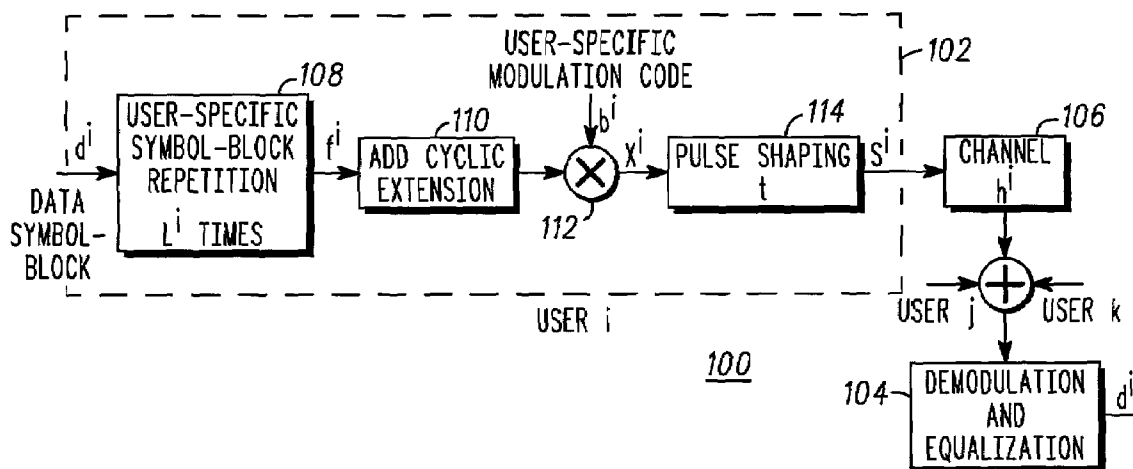 USER-SPECIFIC
MODULATION CODE
102
108
USER-SPECIFIC
SYMBOL-BLOCK
REPETITION
L^i TIMES
d^i
DATA
SYMBOL-
BLOCK
f^i
110
ADD CYCLIC
EXTENSION
b^i
112
X^i
114
PULSE SHAPING
t
S^i
106
CHANNEL
h^i
USER i
USER j
USER k
100
104
DEMODULATION
AND
EQUALIZATION
d^i